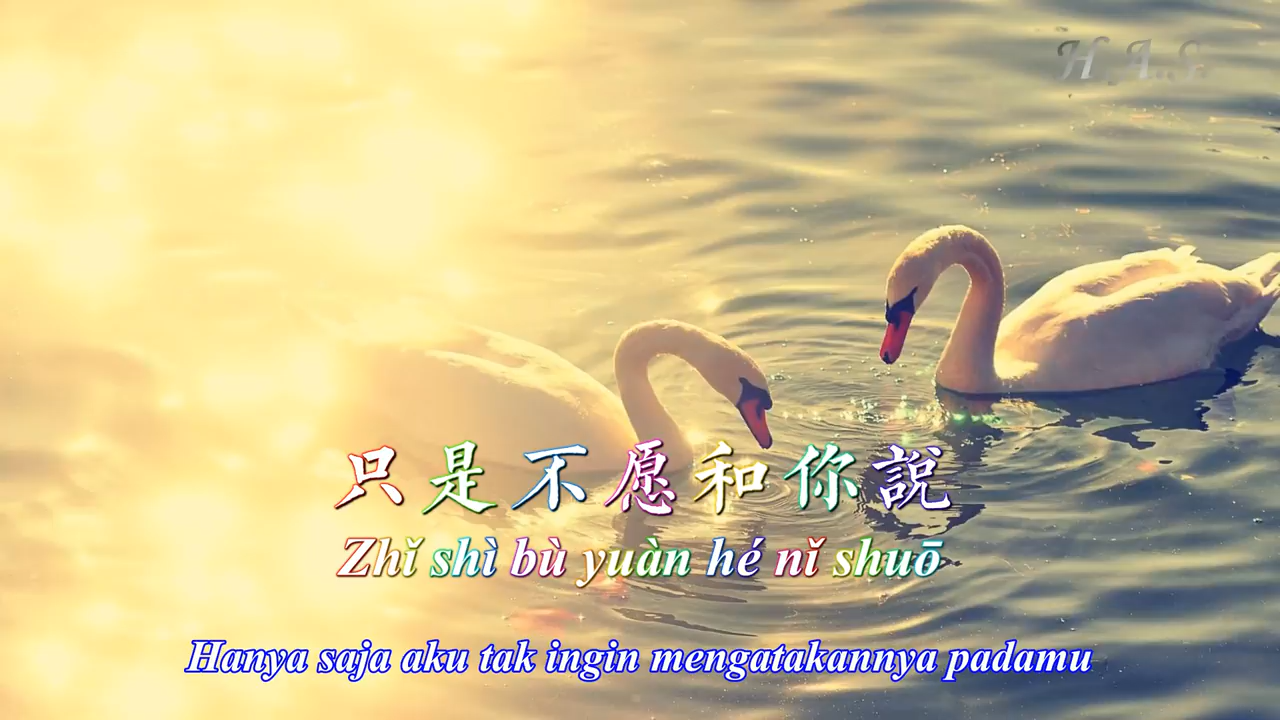 H.A.S.
只是不愿和你說
Zhǐ shì bù yuàn hé nǐ shuō
Hanya saja aku tak ingin mengatakannya padamu